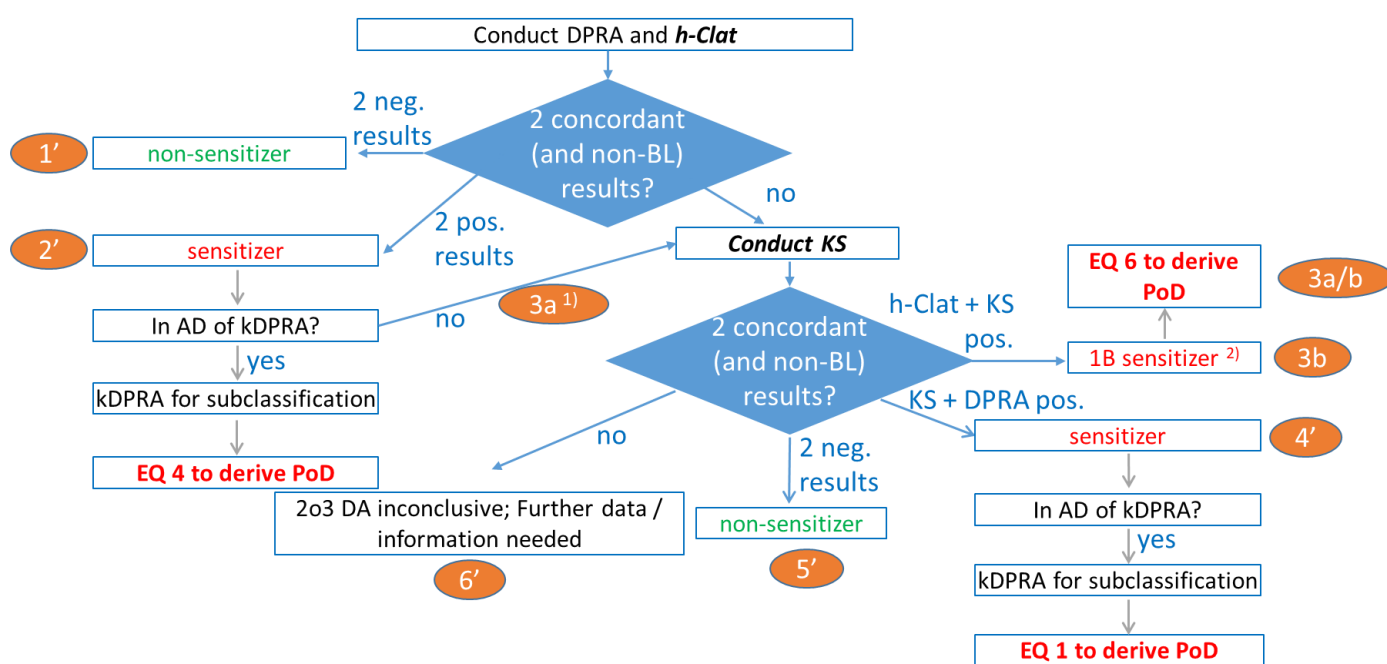 Conduct DPRA and h-Clat
2 neg.
results
2 concordant
(and non-BL)
results?
1’
non-sensitizer
no
2 pos.
results
2’
sensitizer
Conduct KS
EQ 6 to derive
PoD
3a/b
3a 1)
no
In AD of kDPRA?
h-Clat + KS
pos.
2 concordant
(and non-BL)
results?
1B sensitizer 2)
3b
yes
kDPRA for subclassification
KS + DPRA pos.
sensitizer
4’
no
2 neg.
results
EQ 4 to derive PoD
2o3 DA inconclusive; Further data /
information needed
non-sensitizer
In AD of kDPRA?
yes
6’
5’
kDPRA for subclassification
EQ 1 to derive PoD